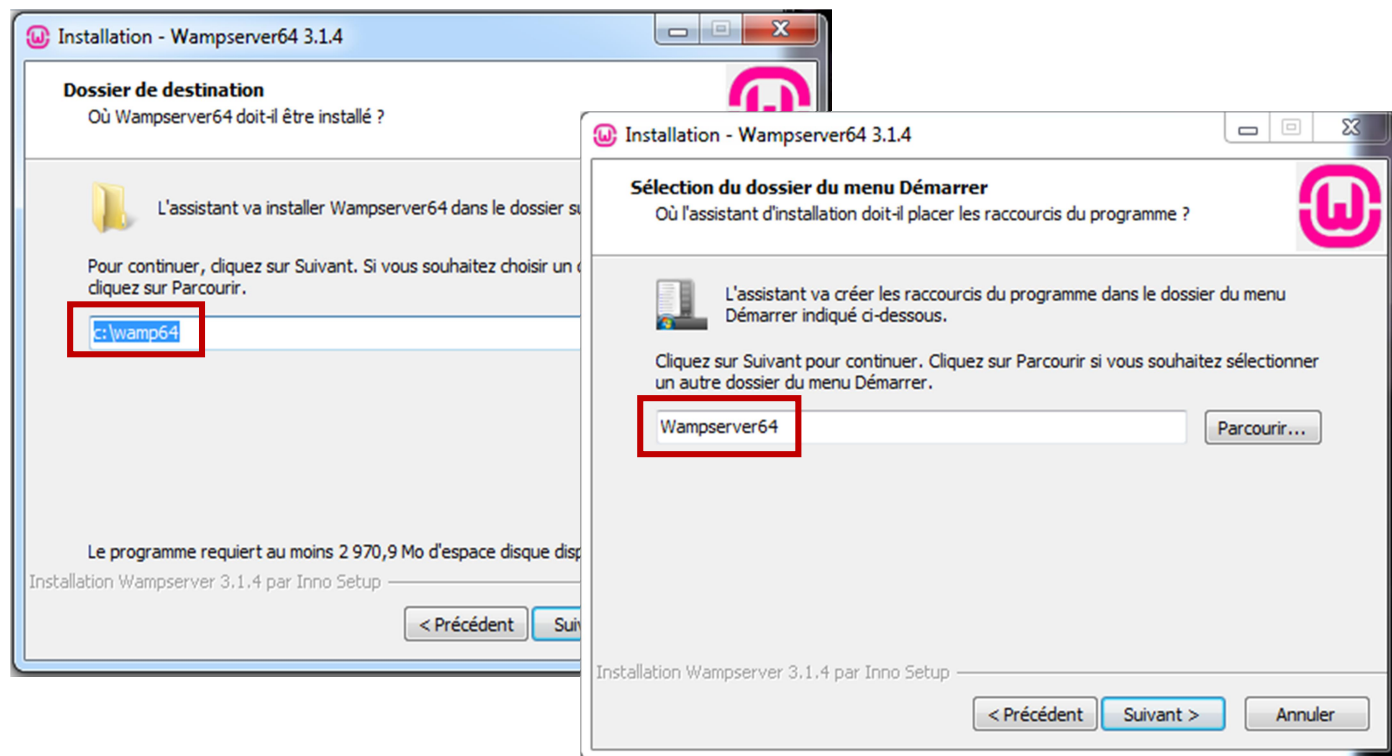 Installation - Wampserver64 3.1.4
Dossier de destination
Où Wampserver64 doit-il être installé ?
L'assistant va installer Wampserver64 dans le dossier
Pour continuer, cliquez sur Suivant. Si vous souhaitez choisir un
cliquez sur Parcourir.
c:\wamp64
Le programme requiert au moins 2 970,9 Mo d'espace disque
Installation Wampserver 3.1.4 par Inno Setup
< Précédent
Installation - Wampserver64 3.1.4
Sélection du dossier du menu Démarrer
Où l'assistant d'installation doit-il placer les raccourcis du programme ?
L'assistant va créer les raccourcis du programme dans le dossier du menu
Démarrer indiqué ci-dessous.
Cliquez sur Suivant pour continuer. Cliquez sur Parcourir si vous souhaitez sélectionner
un autre dossier du menu Démarrer.
Wampserver64
Parcourir...
Installation Wampserver 3.1.4 par Inno Setup
< Précédent
Suivant >
Annuler